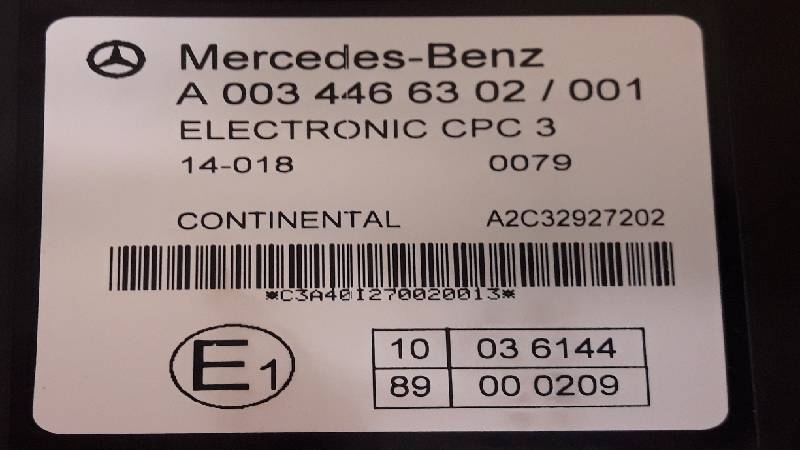 Mercedes-Benz
A 003 446 63 02 / 001
ELECTRONIC CPC 3
14-018 0079
CONTINENTAL A2C32927202
*C3A40I270020013*
E1
10 03 6144
89 00 0209